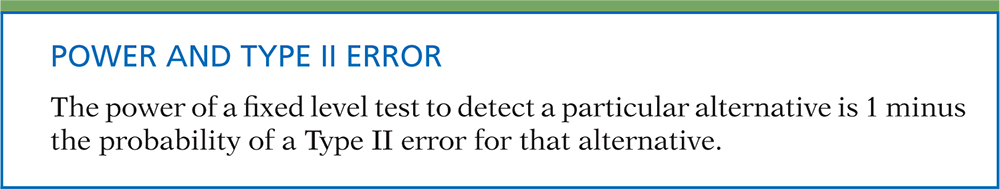 POWER AND TYPE II ERROR
The power of a fixed level test to detect a particular alternative is 1 minus
the probability of a Type II error for that alternative.